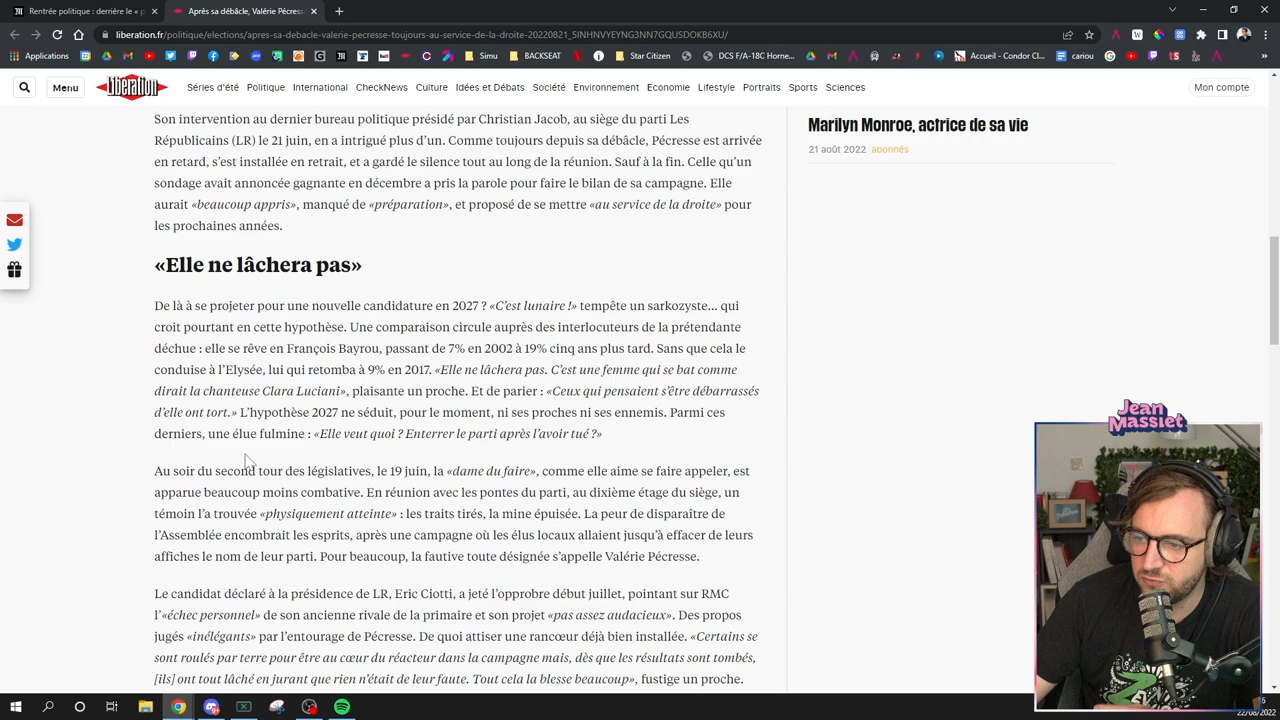 Rentrée politique : derrière le « p
Après sa débâcle, Valérie Pécress
liberation.fr/politique/elections/apres-sa-debacle-valerie-pecresse-toujours-au-service-de-la-droite-20220821_5INHNVYEYNG3NN7GQUSDOKB6XU/
Applications
Simu
BACKSEAT
Star Citizen
DCS F/A-18C Horne...
Accueil - Condor Cl...
cariou
Menu
Libération
Séries d'été
Politique
International
CheckNews
Culture
Idées et Débats
Société
Environnement
Economie
Lifestyle
Portraits
Sports
Sciences
Mon compte
Son intervention au dernier bureau politique présidé par Christian Jacob, au siège du parti Les
Républicains (LR) le 21 juin, en a intrigué plus d’un. Comme toujours depuis sa débâcle, Pécresse est arrivée
en retard, s’est installée en retrait, et a gardé le silence tout au long de la réunion. Sauf à la fin. Celle qu’un
sondage avait annoncée gagnante en décembre a pris la parole pour faire le bilan de sa campagne. Elle
aurait «beaucoup appris», manqué de «préparation», et proposé de se mettre «au service de la droite» pour
les prochaines années.
«Elle ne lâchera pas»
De là à se projeter pour une nouvelle candidature en 2027 ? «C’est lunaire !» tempête un sarkozyste... qui
croit pourtant en cette hypothèse. Une comparaison circule auprès des interlocuteurs de la prétendante
déchue : elle se rêve en François Bayrou, passant de 7% en 2002 à 19% cinq ans plus tard. Sans que cela le
conduise à l’Elysée, lui qui retomba à 9% en 2017. «Elle ne lâchera pas. C’est une femme qui se bat comme
dirait la chanteuse Clara Luciani», plaisante un proche. Et de parier : «Ceux qui pensaient s’être débarrassés
d’elle ont tort.» L’hypothèse 2027 ne séduit, pour le moment, ni ses proches ni ses ennemis. Parmi ces
derniers, une élue fulmine : «Elle veut quoi ? Enterrer le parti après l’avoir tué ?»
Au soir du second tour des législatives, le 19 juin, la «dame du faire», comme elle aime se faire appeler, est
apparue beaucoup moins combative. En réunion avec les pontes du parti, au dixième étage du siège, un
témoin l’a trouvée «physiquement atteinte» : les traits tirés, la mine épuisée. La peur de disparaître de
l’Assemblée encombrait les esprits, après une campagne où les élus locaux allaient jusqu’à effacer de leurs
affiches le nom de leur parti. Pour beaucoup, la fautive toute désignée s’appelle Valérie Pécresse.
Le candidat déclaré à la présidence de LR, Eric Ciotti, a jeté l’opprobre début juillet, pointant sur RMC
l’«échec personnel» de son ancienne rivale de la primaire et son projet «pas assez audacieux». Des propos
jugés «inélégants» par l’entourage de Pécresse. De quoi attiser une rancœur déjà bien installée. «Certains se
sont roulés par terre pour être au cœur du réacteur dans la campagne mais, dès que les résultats sont tombés,
[ils] ont tout lâché en jurant que rien n’était de leur faute. Tout cela la blesse beaucoup», fustige un proche.
Marilyn Monroe, actrice de sa vie
21 août 2022 abonnés
Jean
Massiet
22/08/2022